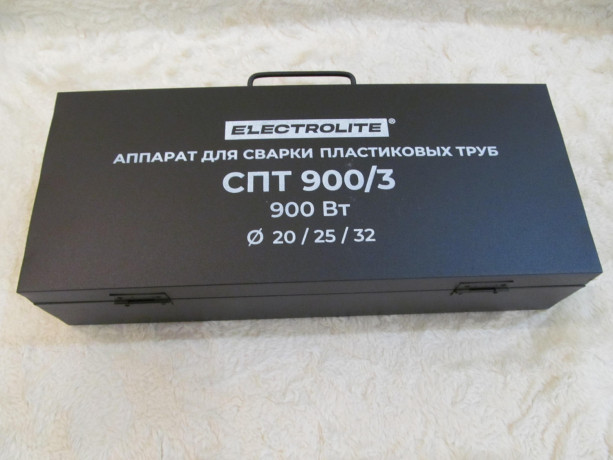 ELECTROLITE®
АППАРАТ ДЛЯ СВАРКИ ПЛАСТИКОВЫХ ТРУБ
СПТ 900/3
900 Вт
Ø 20 / 25 / 32